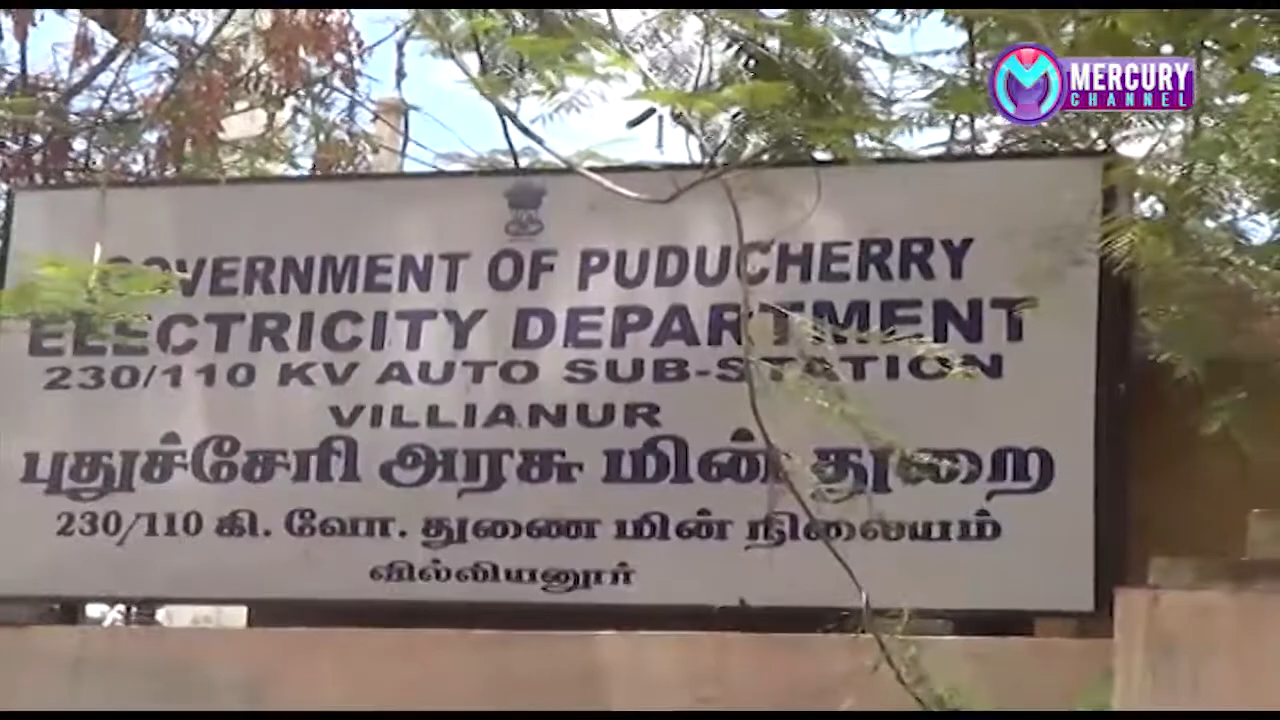 MERCURY
CHANNEL
GOVERNMENT OF PUDUCHERRY
ELECTRICITY DEPARTMENT
230/110 KV AUTO SUB-STATION
VILLIANUR
புதுச்சேரி அரசு மின் துறை
230/110 கி. வோ. துணை மின் நிலையம்
வில்லியனூர்